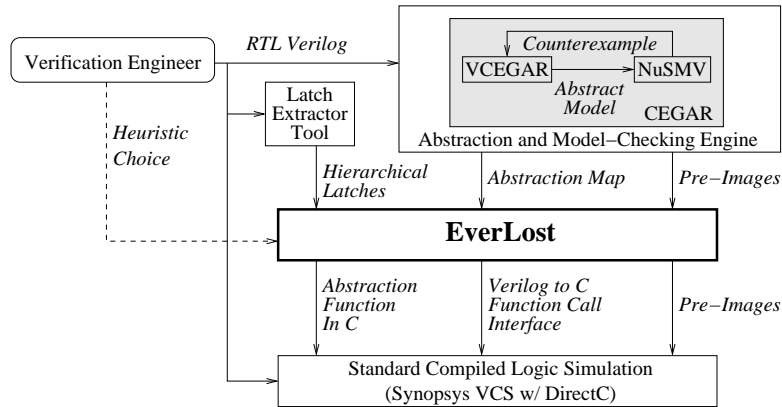 RTL Verilog
Verification Engineer
Counterexample
VCEGAR
NuSMV
Abstract
Model
CEGAR
Abstraction and Model−Checking Engine
Latch
Extractor
Tool
Heuristic
Choice
Hierarchical
Latches
Abstraction Map
Pre−Images
EverLost
Abstraction
Function
In C
Verilog to C
Function Call
Interface
Pre−Images
Standard Compiled Logic Simulation
(Synopsys VCS w/ DirectC)